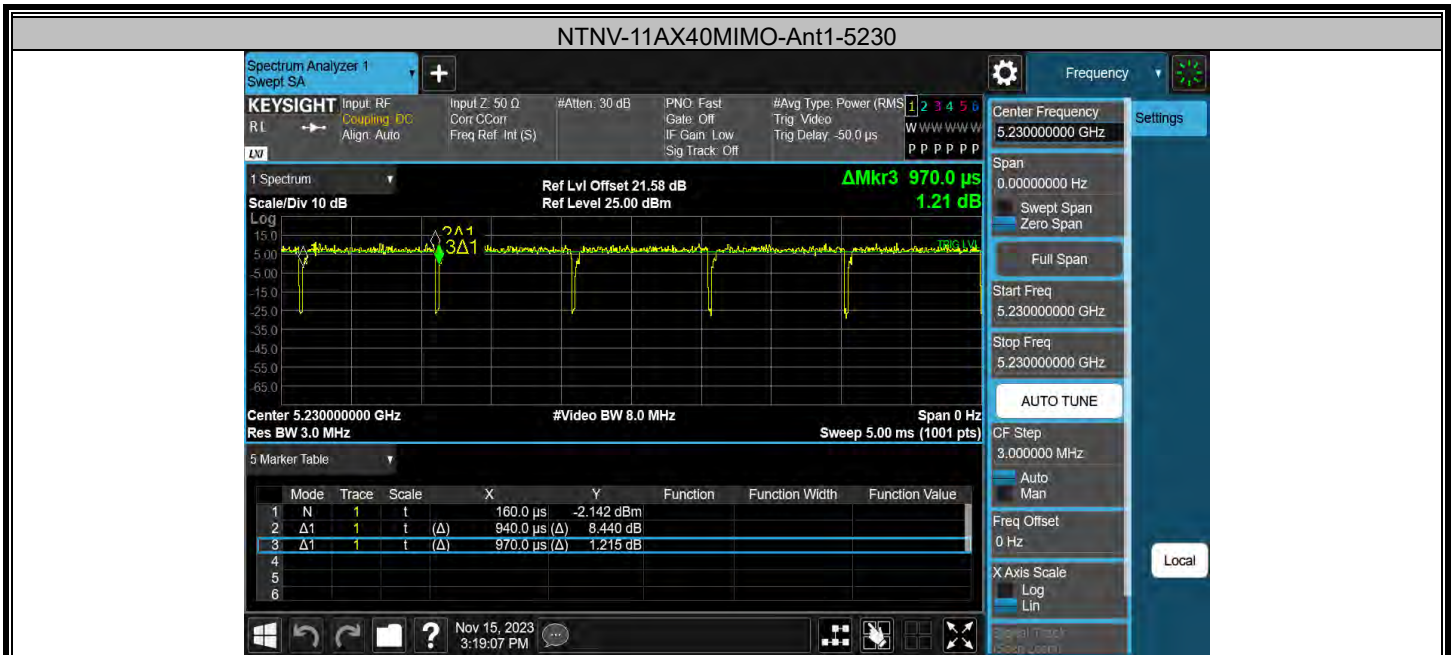 NTNV-11AX40MIMO-Ant1-5230
Spectrum Analyzer 1
Swept SA
Frequency
KEYSIGHT
RL
LXI
Input: RF
Coupling: DC
Align: Auto
Input Z: 50 Ω
Corr CCorr
Freq Ref: Int (S)
#Atten: 30 dB
PNO: Fast
Gate: Off
IF Gain: Low
Sig Track: Off
#Avg Type: Power (RMS
Trig: Video
Trig Delay: -50.0 µs
1 2 3 4 5 6
W W W W W W
P P P P P P
1 Spectrum
Scale/Div 10 dB
Ref Lvl Offset 21.58 dB
Ref Level 25.00 dBm
ΔMkr3 970.0 µs
1.21 dB
Log
15.0
5.00
-5.00
-15.0
-25.0
-35.0
-45.0
-55.0
-65.0
2Δ1
3Δ1
TRIG LVL
Center 5.230000000 GHz
Res BW 3.0 MHz
#Video BW 8.0 MHz
Span 0 Hz
Sweep 5.00 ms (1001 pts)
5 Marker Table
Mode Trace Scale X Y Function Function Width Function Value
1 N 1 t 160.0 µs -2.142 dBm
2 Δ1 1 t (Δ) 940.0 µs (Δ) 8.440 dB
3 Δ1 1 t (Δ) 970.0 µs (Δ) 1.215 dB
4
5
6
Center Frequency
5.230000000 GHz
Settings
Span
0.00000000 Hz
Swept Span
Zero Span
Full Span
Start Freq
5.230000000 GHz
Stop Freq
5.230000000 GHz
AUTO TUNE
CF Step
3.000000 MHz
Auto
Man
Freq Offset
0 Hz
X Axis Scale
Log
Lin
Signal Track
(Span Zoom)
Local
Nov 15, 2023
3:19:07 PM